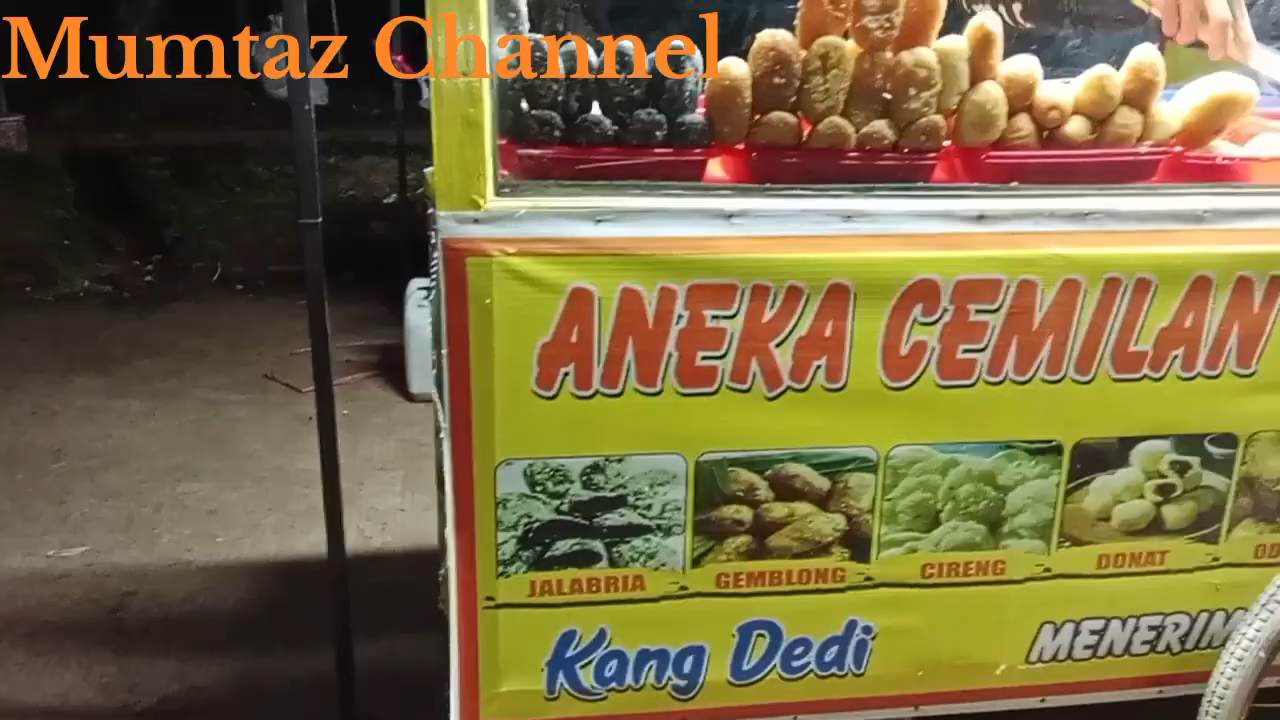 Mumtaz Channel
ANEKA CEMILAN
JALABRIA
GEMBLONG
CIRENG
DONAT
Kang Dedi